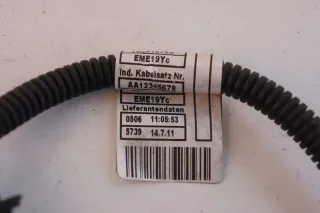 EME19Yc
Ind. Kabelsatz Nr.
AA12345678
EME19Yc
Lieferantendaten
0506 11:05:53
5739 14.7.11